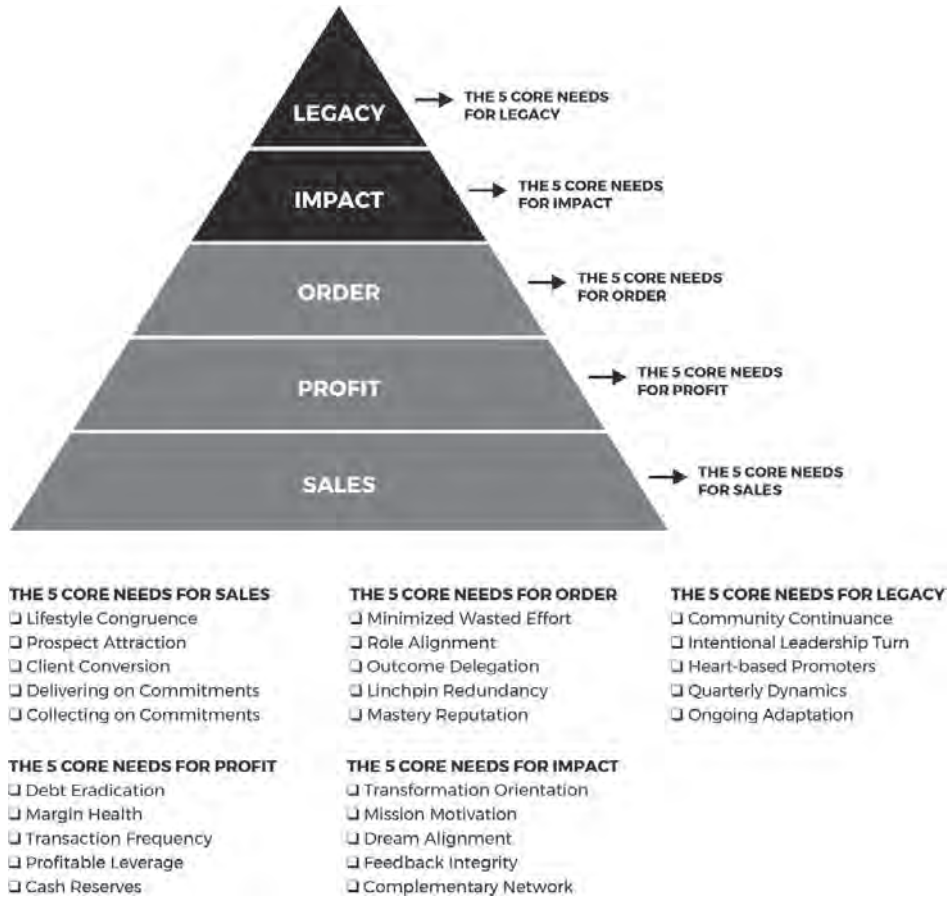 LEGACY
THE 5 CORE NEEDS
FOR LEGACY
IMPACT
THE 5 CORE NEEDS
FOR IMPACT
ORDER
THE 5 CORE NEEDS
FOR ORDER
PROFIT
THE 5 CORE NEEDS
FOR PROFIT
SALES
THE 5 CORE NEEDS
FOR SALES
THE 5 CORE NEEDS FOR SALES
❑ Lifestyle Congruence
❑ Prospect Attraction
❑ Client Conversion
❑ Delivering on Commitments
❑ Collecting on Commitments
THE 5 CORE NEEDS FOR PROFIT
❑ Debt Eradication
❑ Margin Health
❑ Transaction Frequency
❑ Profitable Leverage
❑ Cash Reserves
THE 5 CORE NEEDS FOR ORDER
❑ Minimized Wasted Effort
❑ Role Alignment
❑ Outcome Delegation
❑ Linchpin Redundancy
❑ Mastery Reputation
THE 5 CORE NEEDS FOR IMPACT
❑ Transformation Orientation
❑ Mission Motivation
❑ Dream Alignment
❑ Feedback Integrity
❑ Complementary Network
THE 5 CORE NEEDS FOR LEGACY
❑ Community Continuance
❑ Intentional Leadership Turn
❑ Heart-based Promoters
❑ Quarterly Dynamics
❑ Ongoing Adaptation